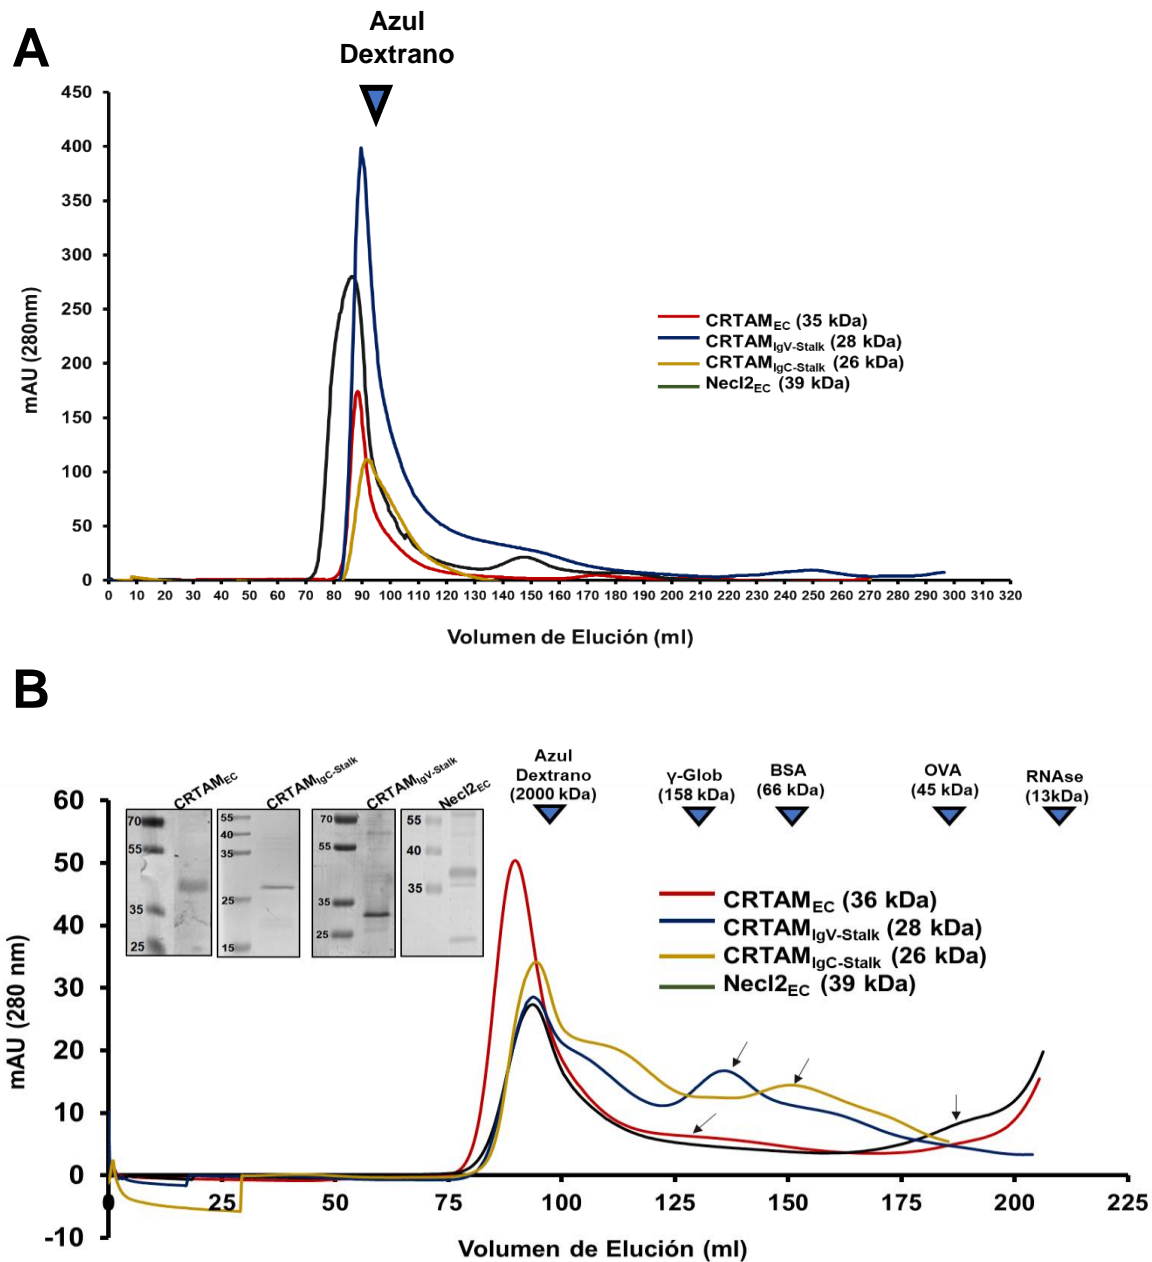 A
Azul
Dextrano
450
400
350
300
250
200
150
100
50
0
mAU (280nm)
CRTAMEC (35 kDa)
CRTAMIgV-Stalk (28 kDa)
CRTAMIgC-Stalk (26 kDa)
Necl2EC (39 kDa)
0 10 20 30 40 50 60 70 80 90 100 110 120 130 140 150 160 170 180 190 200 210 220 230 240 250 260 270 280 290 300 310 320
Volumen de Elución (ml)
B
Azul
Dextrano
(2000 kDa)
γ-Glob
(158 kDa)
BSA
(66 kDa)
OVA
(45 kDa)
RNAse
(13kDa)
CRTAMEC
CRTAMIgC-Stalk
CRTAMIgV-Stalk
Necl2EC
70
55
35
25
55
40
35
25
15
70
55
35
25
55
40
35
60
50
40
30
20
10
0
-10
mAU (280 nm)
CRTAMEC (36 kDa)
CRTAMIgV-Stalk (28 kDa)
CRTAMIgC-Stalk (26 kDa)
Necl2EC (39 kDa)
0 25 50 75 100 125 150 175 200 225
Volumen de Elución (ml)